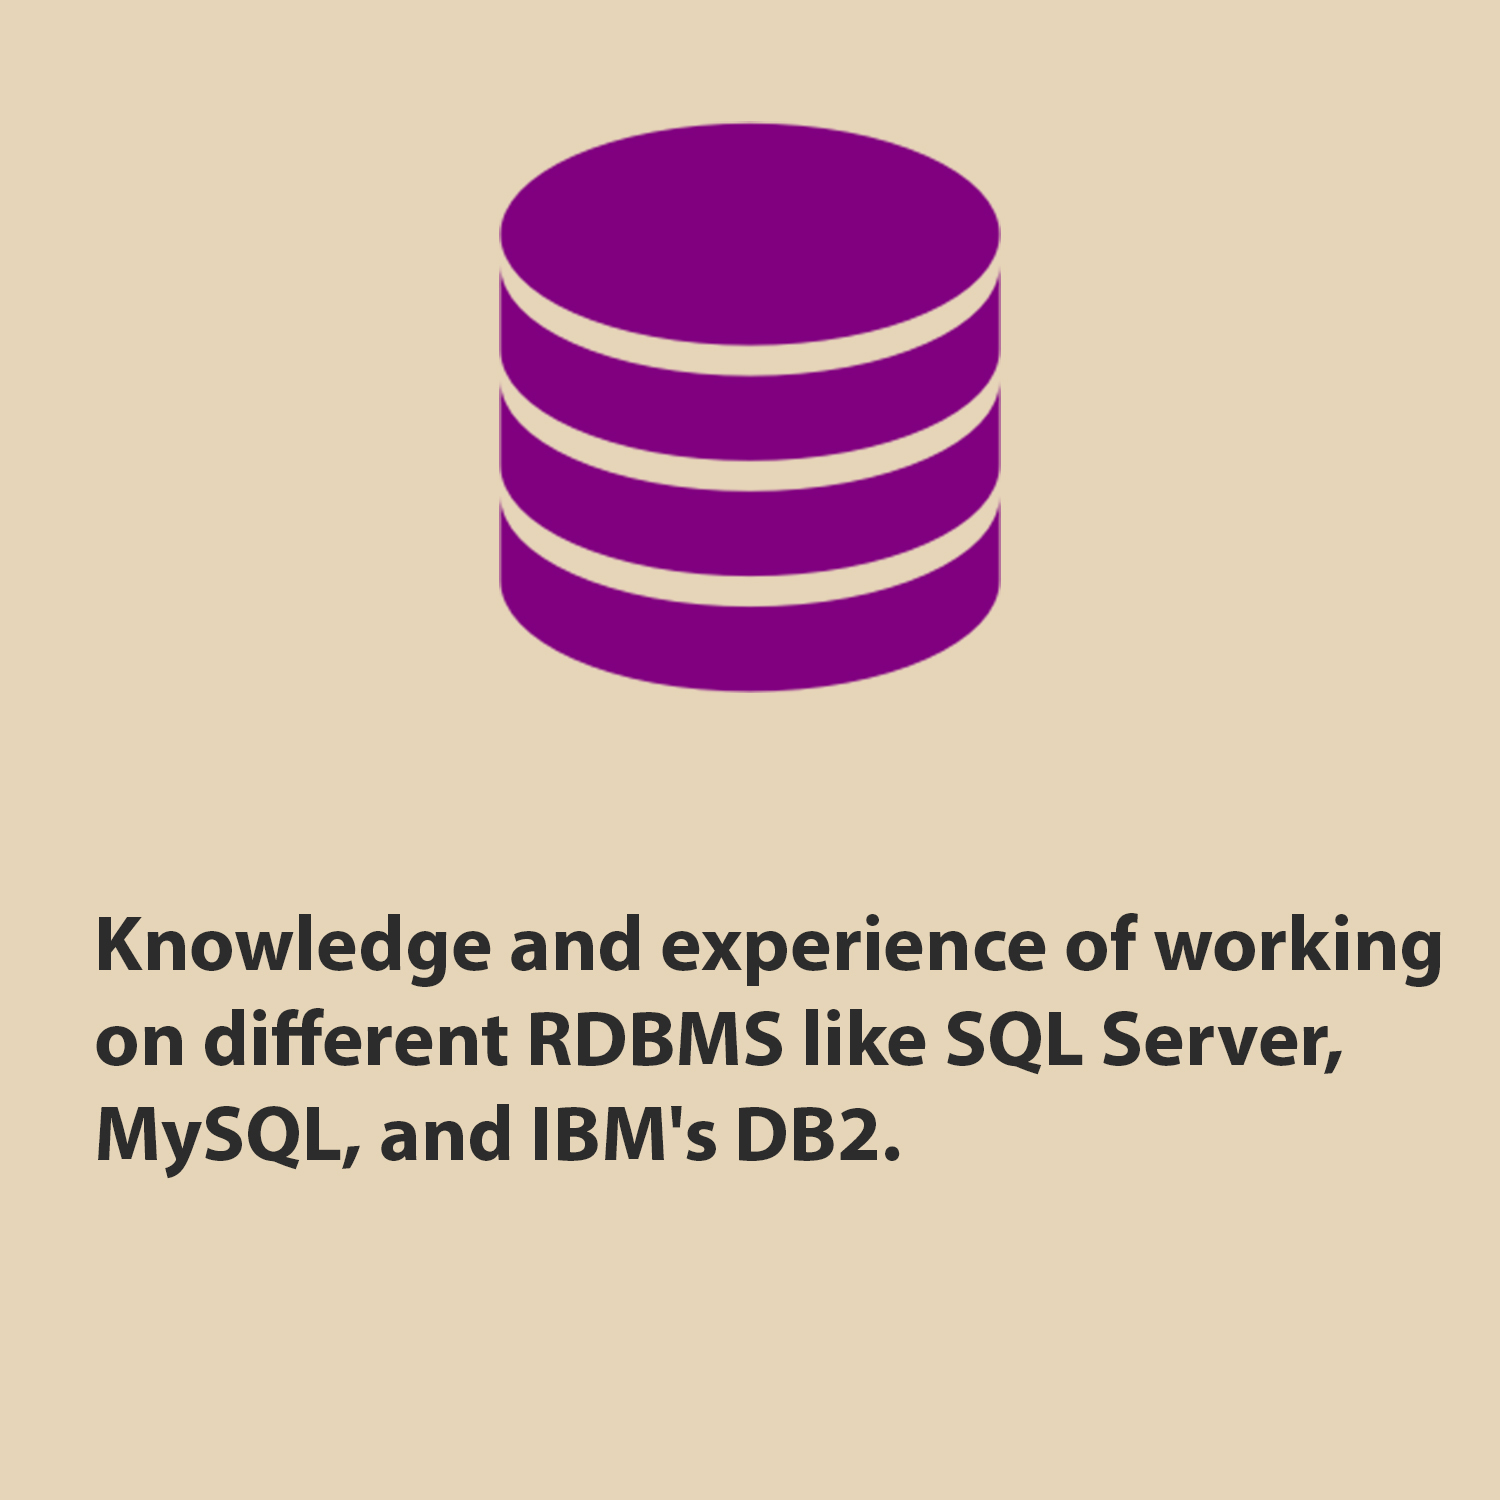 Knowledge and experience of working
on different RDBMS like SQL Server,
MySQL, and IBM's DB2.